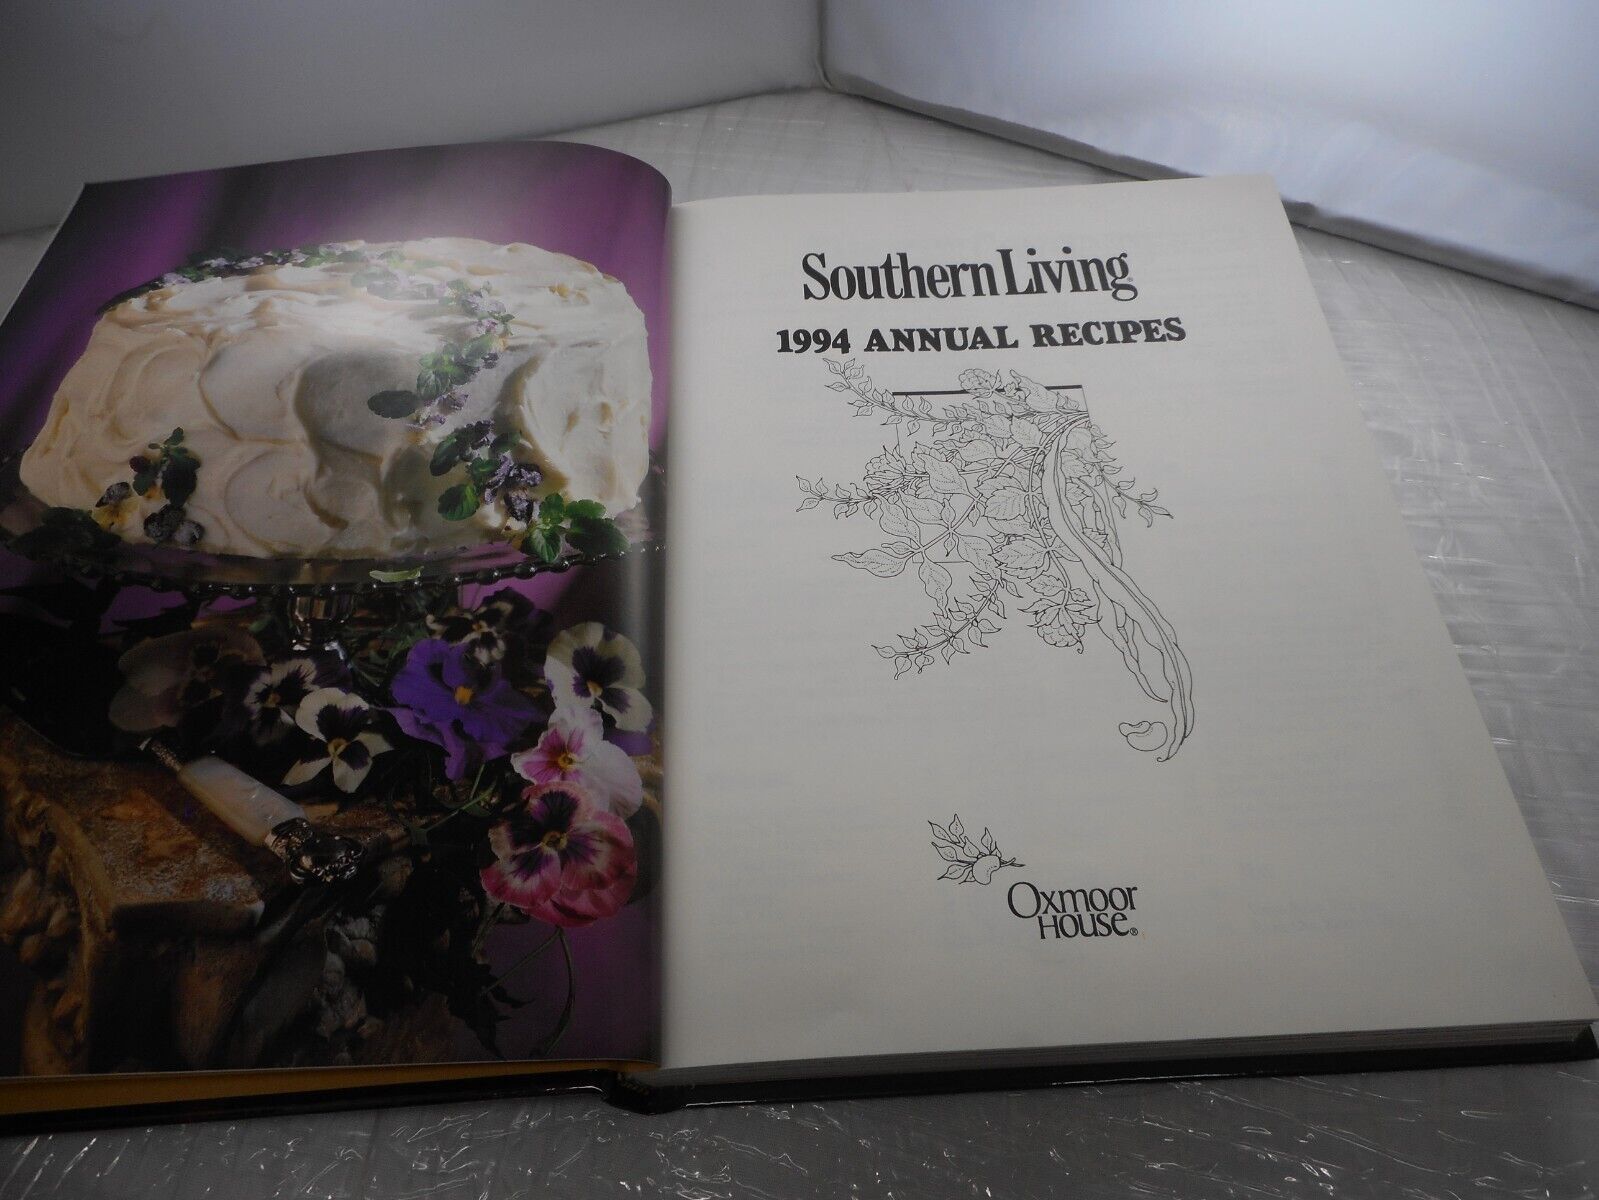 Southern Living
1994 ANNUAL RECIPES
Oxmoor
House®